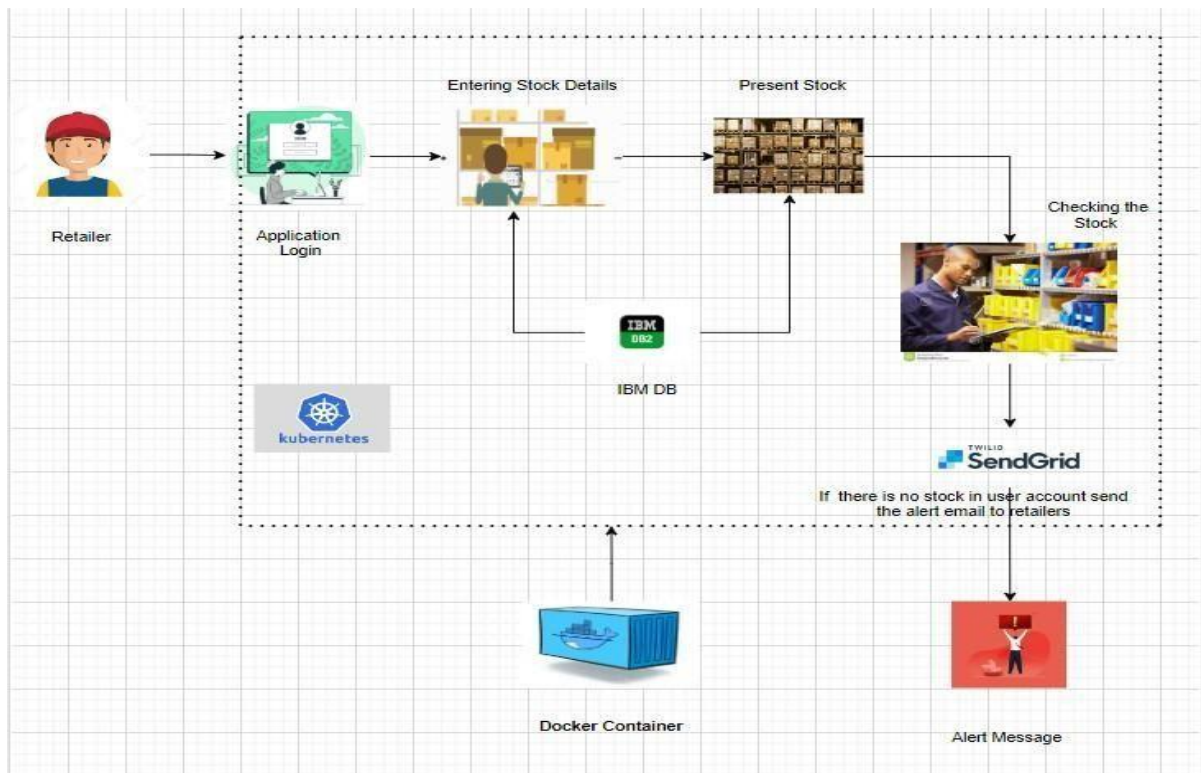 Entering Stock Details
Present Stock
Retailer
Application
Login
Checking the
Stock
IBM
DB2
IBM DB
kubernetes
TWILIO
SendGrid
If there is no stock in user account send
the alert email to retailers
Docker Container
Alert Message